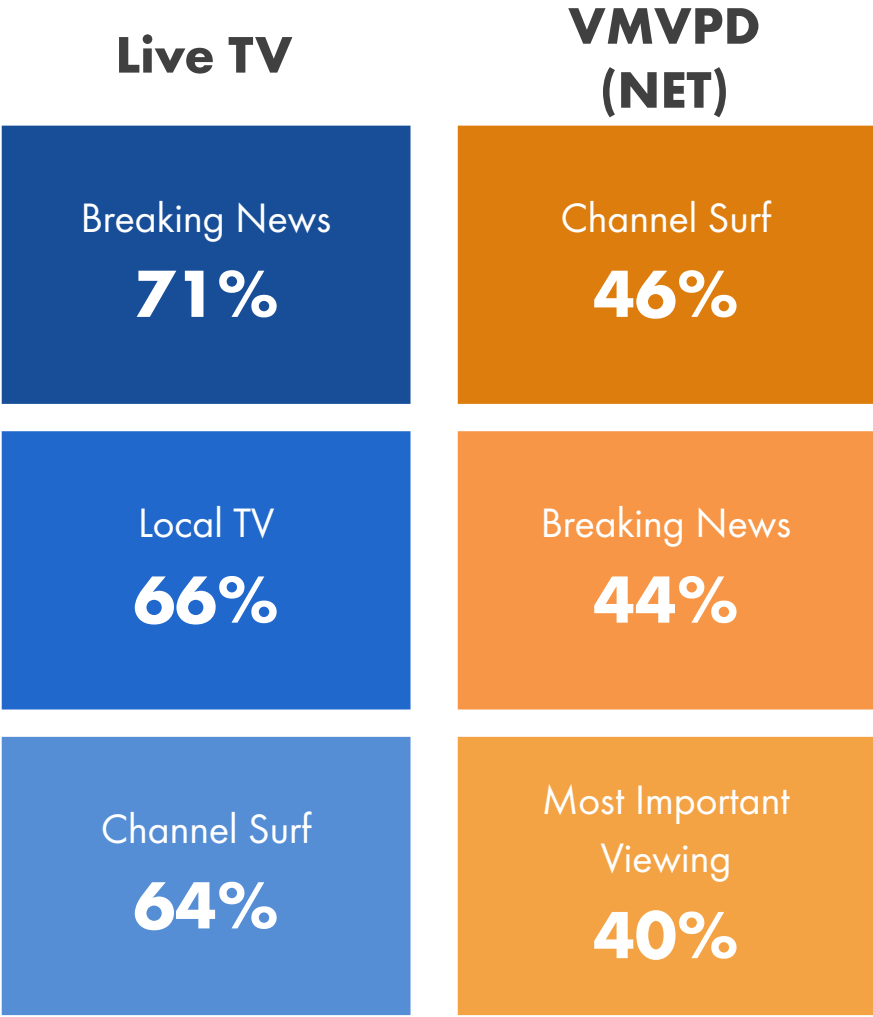 Live TV
Breaking News
71%
Local TV
66%
Channel Surf
64%
VMVPD
(NET)
Channel Surf
46%
Breaking News
44%
Most Important
Viewing
40%